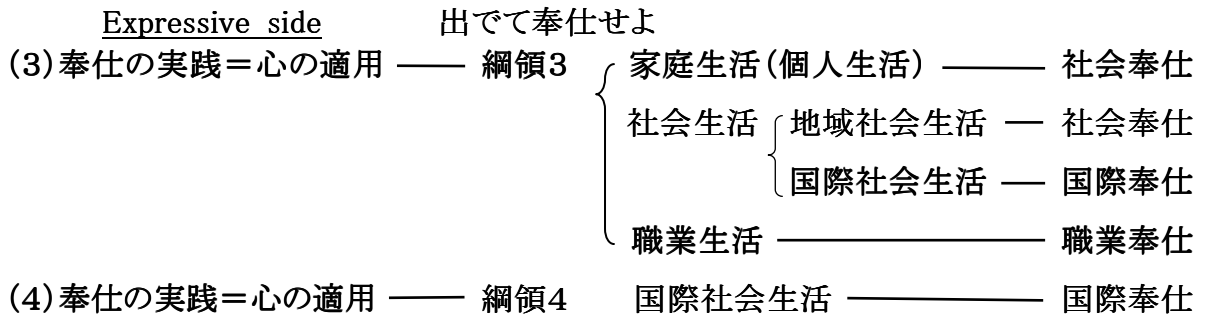 Expressive side 出でて奉仕せよ
(3)奉仕の実践＝心の適用 綱領3 家庭生活(個人生活) 社会奉仕
社会生活 地域社会生活 社会奉仕
国際社会生活 国際奉仕
職業生活 職業奉仕
(4)奉仕の実践＝心の適用 綱領4 国際社会生活 国際奉仕